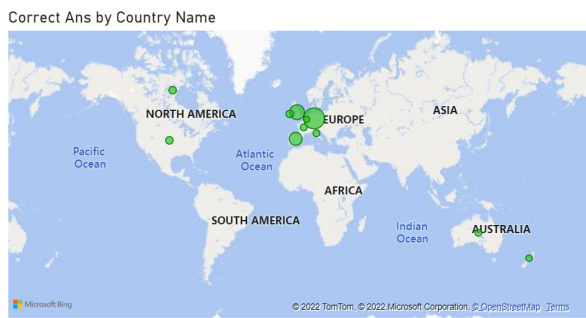 Correct Ans by Country Name
NORTH AMERICA
EUROPE
ASIA
Pacific
Ocean
Atlantic
Ocean
AFRICA
SOUTH AMERICA
Indian
Ocean
AUSTRALIA
Microsoft Bing
© 2022 TomTom, © 2022 Microsoft Corporation, © OpenStreetMap Terms